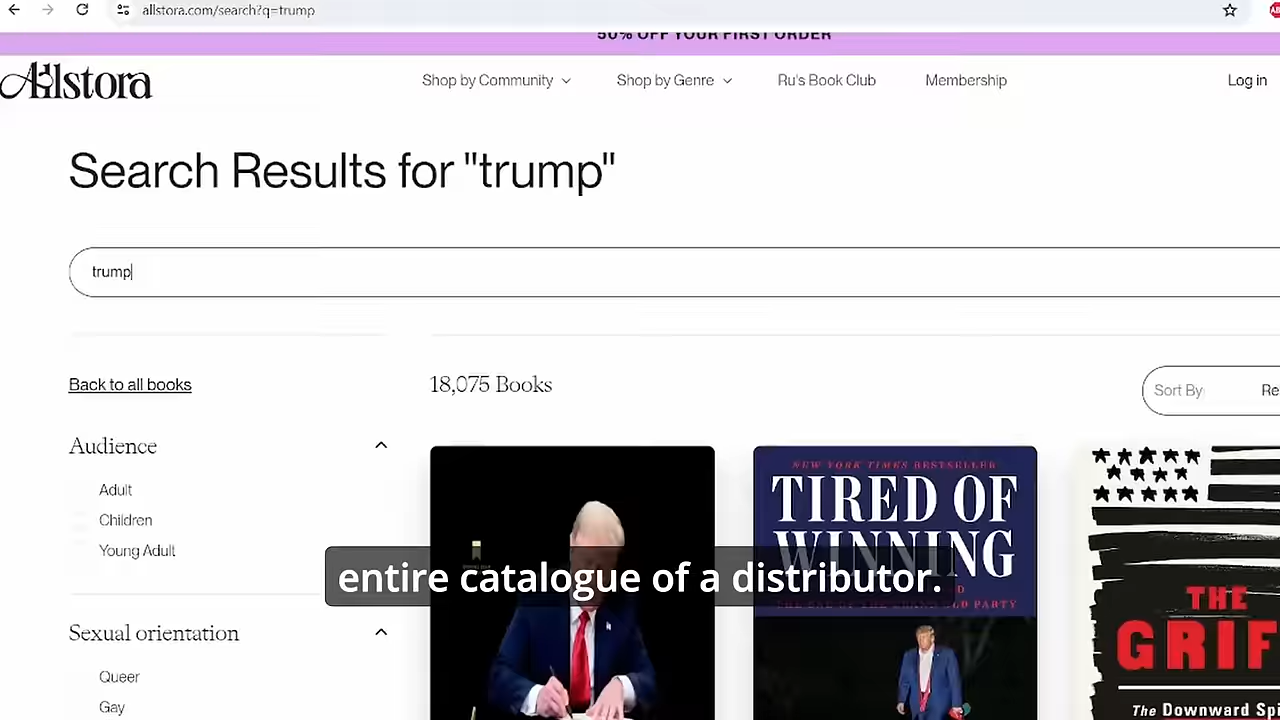 allstora.com/search?q=trump
50% OFF YOUR FIRST ORDER
Allstora
Shop by Community
Shop by Genre
Ru's Book Club
Membership
Log in
Search Results for "trump"
trump
Back to all books
18,075 Books
Sort By
Re
Audience
Adult
Children
Young Adult
Sexual orientation
Queer
Gay
NEW YORK TIMES BESTSELLER
TIRED OF
WINNING
THE
GRIF
The Downward Spi
entire catalogue of a distributor.